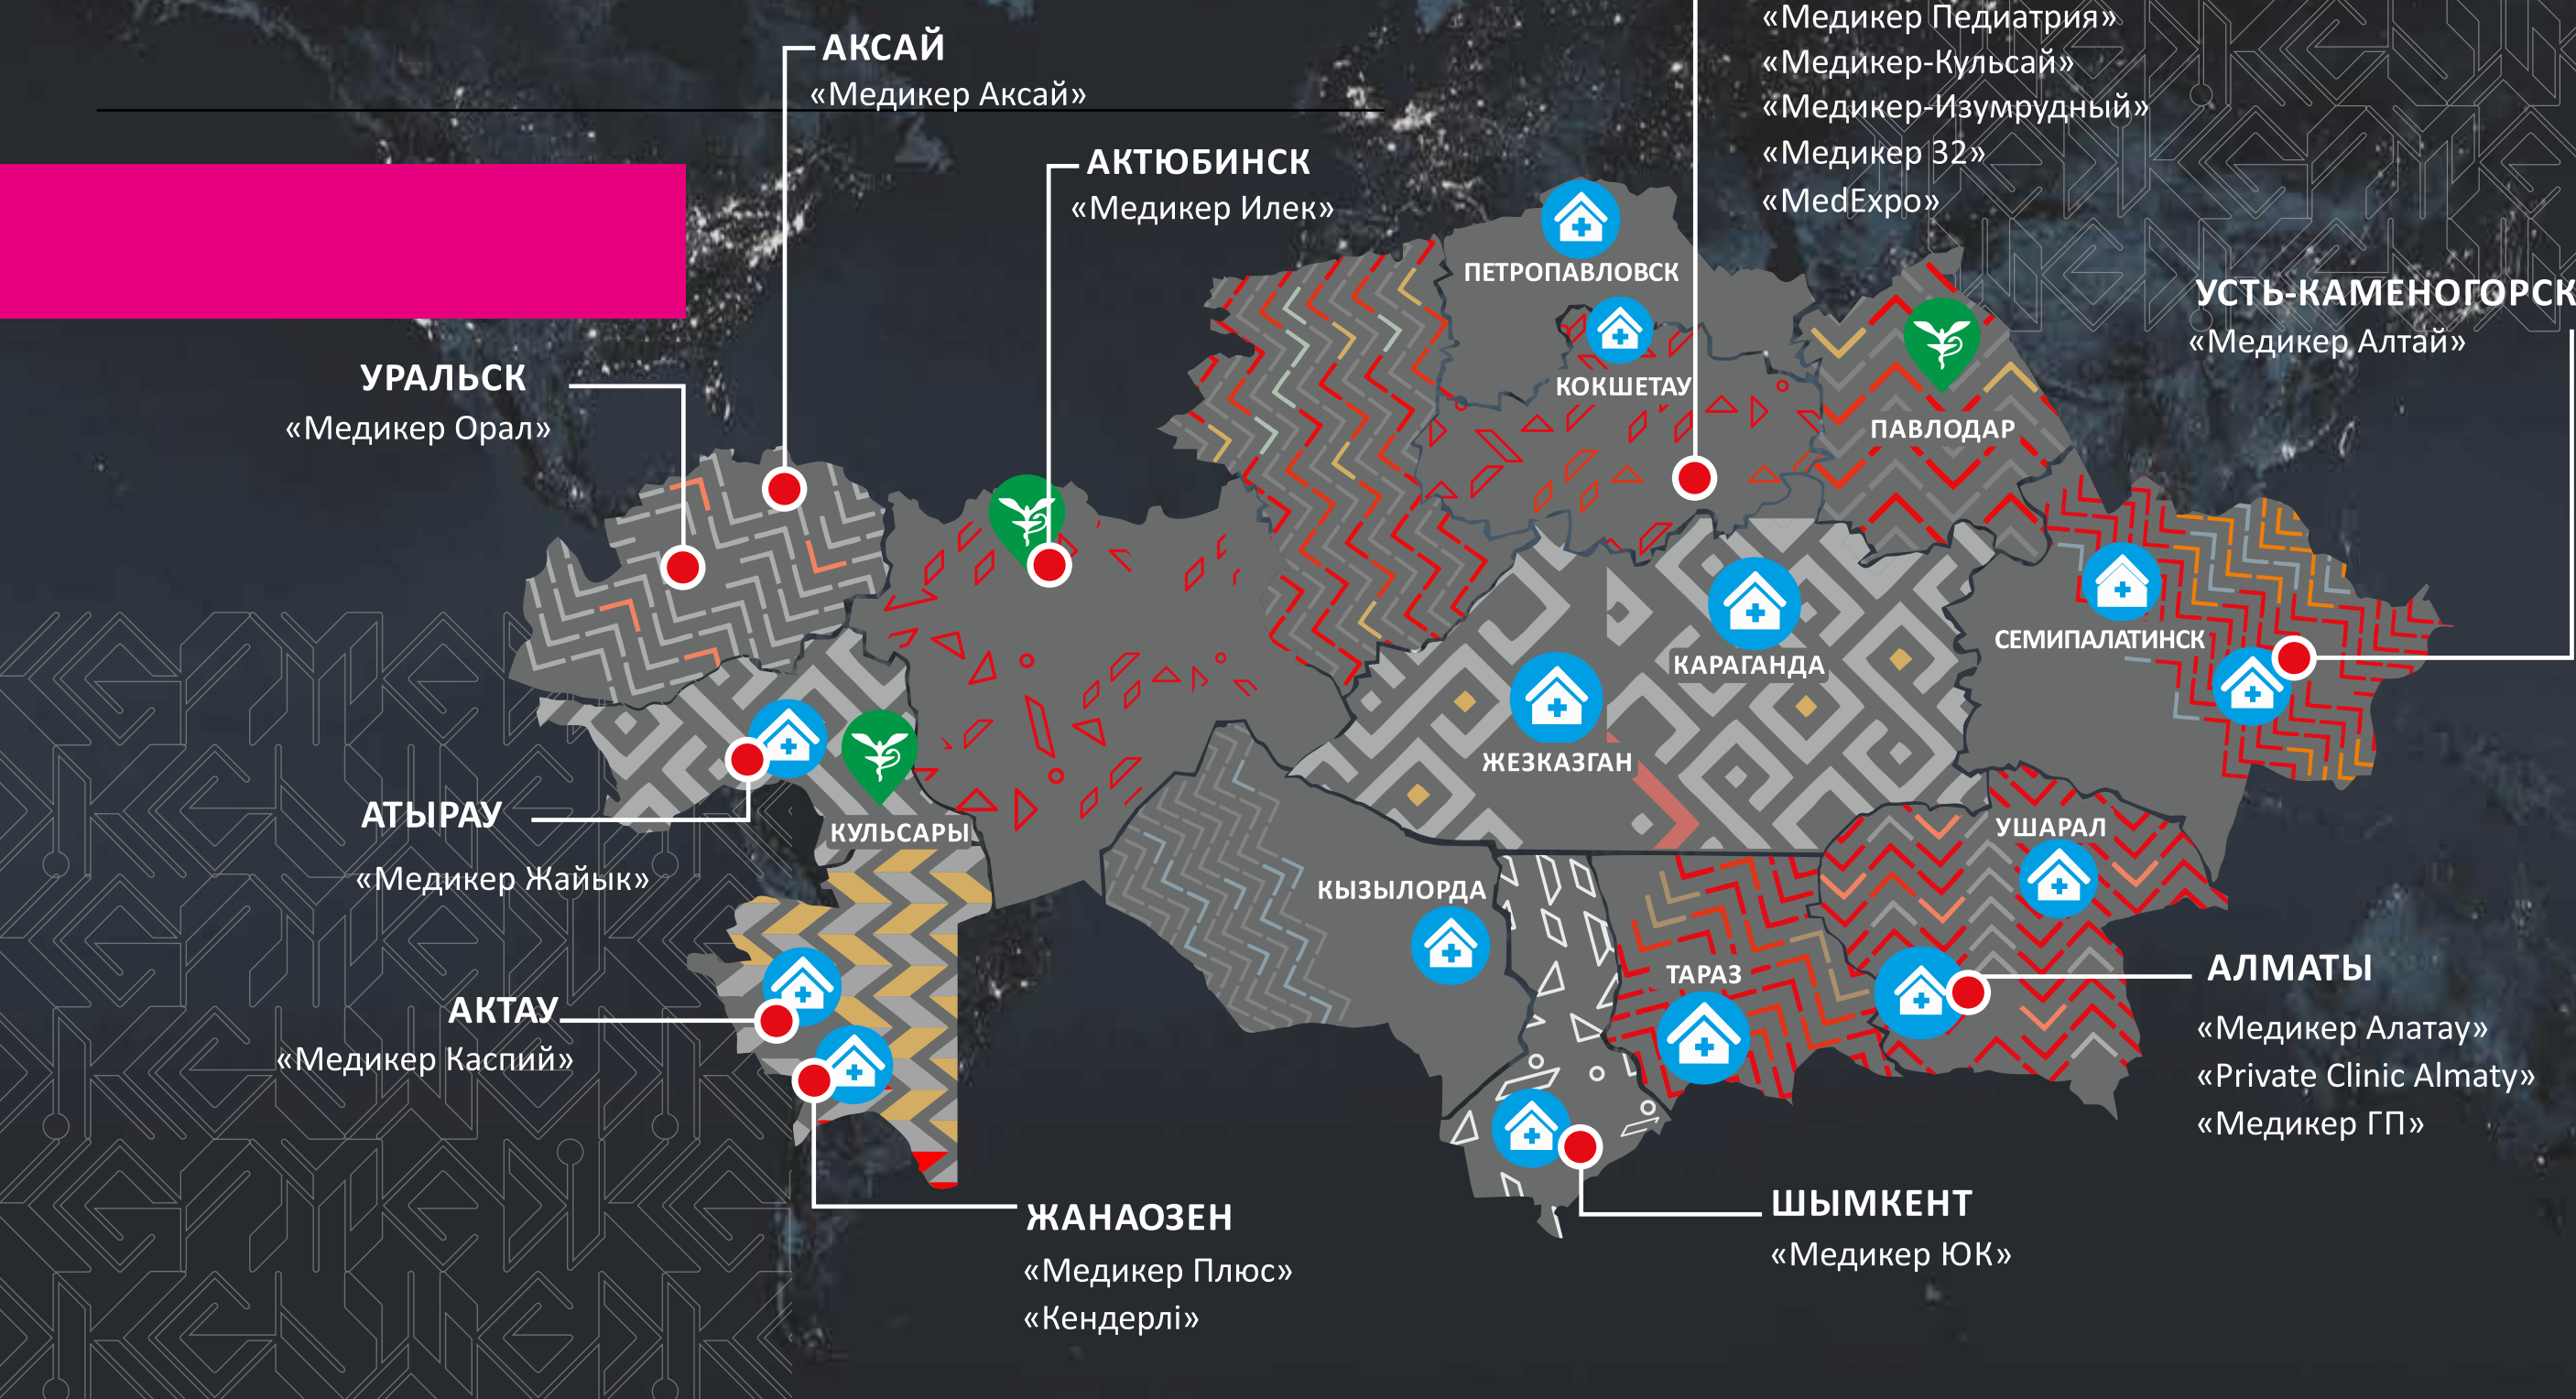 «Медикер Педиатрия»
«Медикер-Кульсай»
«Медикер-Изумрудный»
«Медикер 32»
«MedExpo»
АКСАЙ
«Медикер Аксай»
АКТЮБИНСК
«Медикер Илек»
ПЕТРОПАВЛОВСК
КОКШЕТАУ
ПАВЛОДАР
УСТЬ-КАМЕНОГОРСК
«Медикер Алтай»
УРАЛЬСК
«Медикер Орал»
СЕМИПАЛАТИНСК
КАРАГАНДА
ЖЕЗКАЗГАН
АТЫРАУ
«Медикер Жайык»
КУЛЬСАРЫ
УШАРАЛ
КЫЗЫЛОРДА
ТАРАЗ
АЛМАТЫ
«Медикер Алатау»
«Private Clinic Almaty»
«Медикер ГП»
АКТАУ
«Медикер Каспий»
ЖАНАОЗЕН
«Медикер Плюс»
«Кендерлі»
ШЫМКЕНТ
«Медикер ЮК»